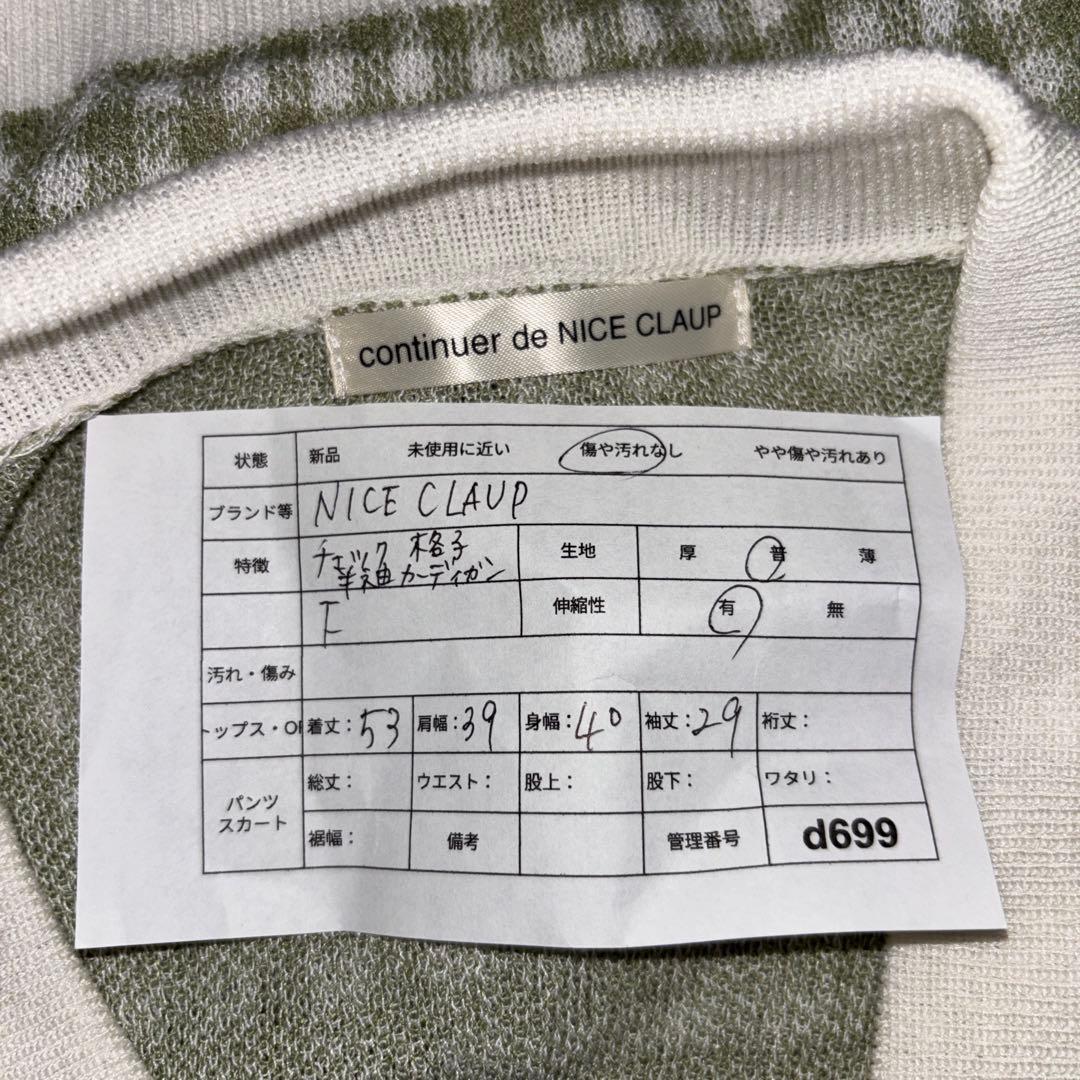 continuer de NICE CLAUP
状態 新品 未使用に近い 傷や汚れなし やや傷や汚れあり
ブランド等 NICE CLAUP
特徴 チェック 格子 生地 厚 普 薄
半袖 カーディガン
F 伸縮性 有 無
汚れ・傷み
トップス・OP 着丈:53 肩幅:39 身幅:40 袖丈:29 裄丈:
パンツ スカート 総丈: ウエスト: 股上: 股下: ワタリ:
裾幅: 備考 管理番号 d699